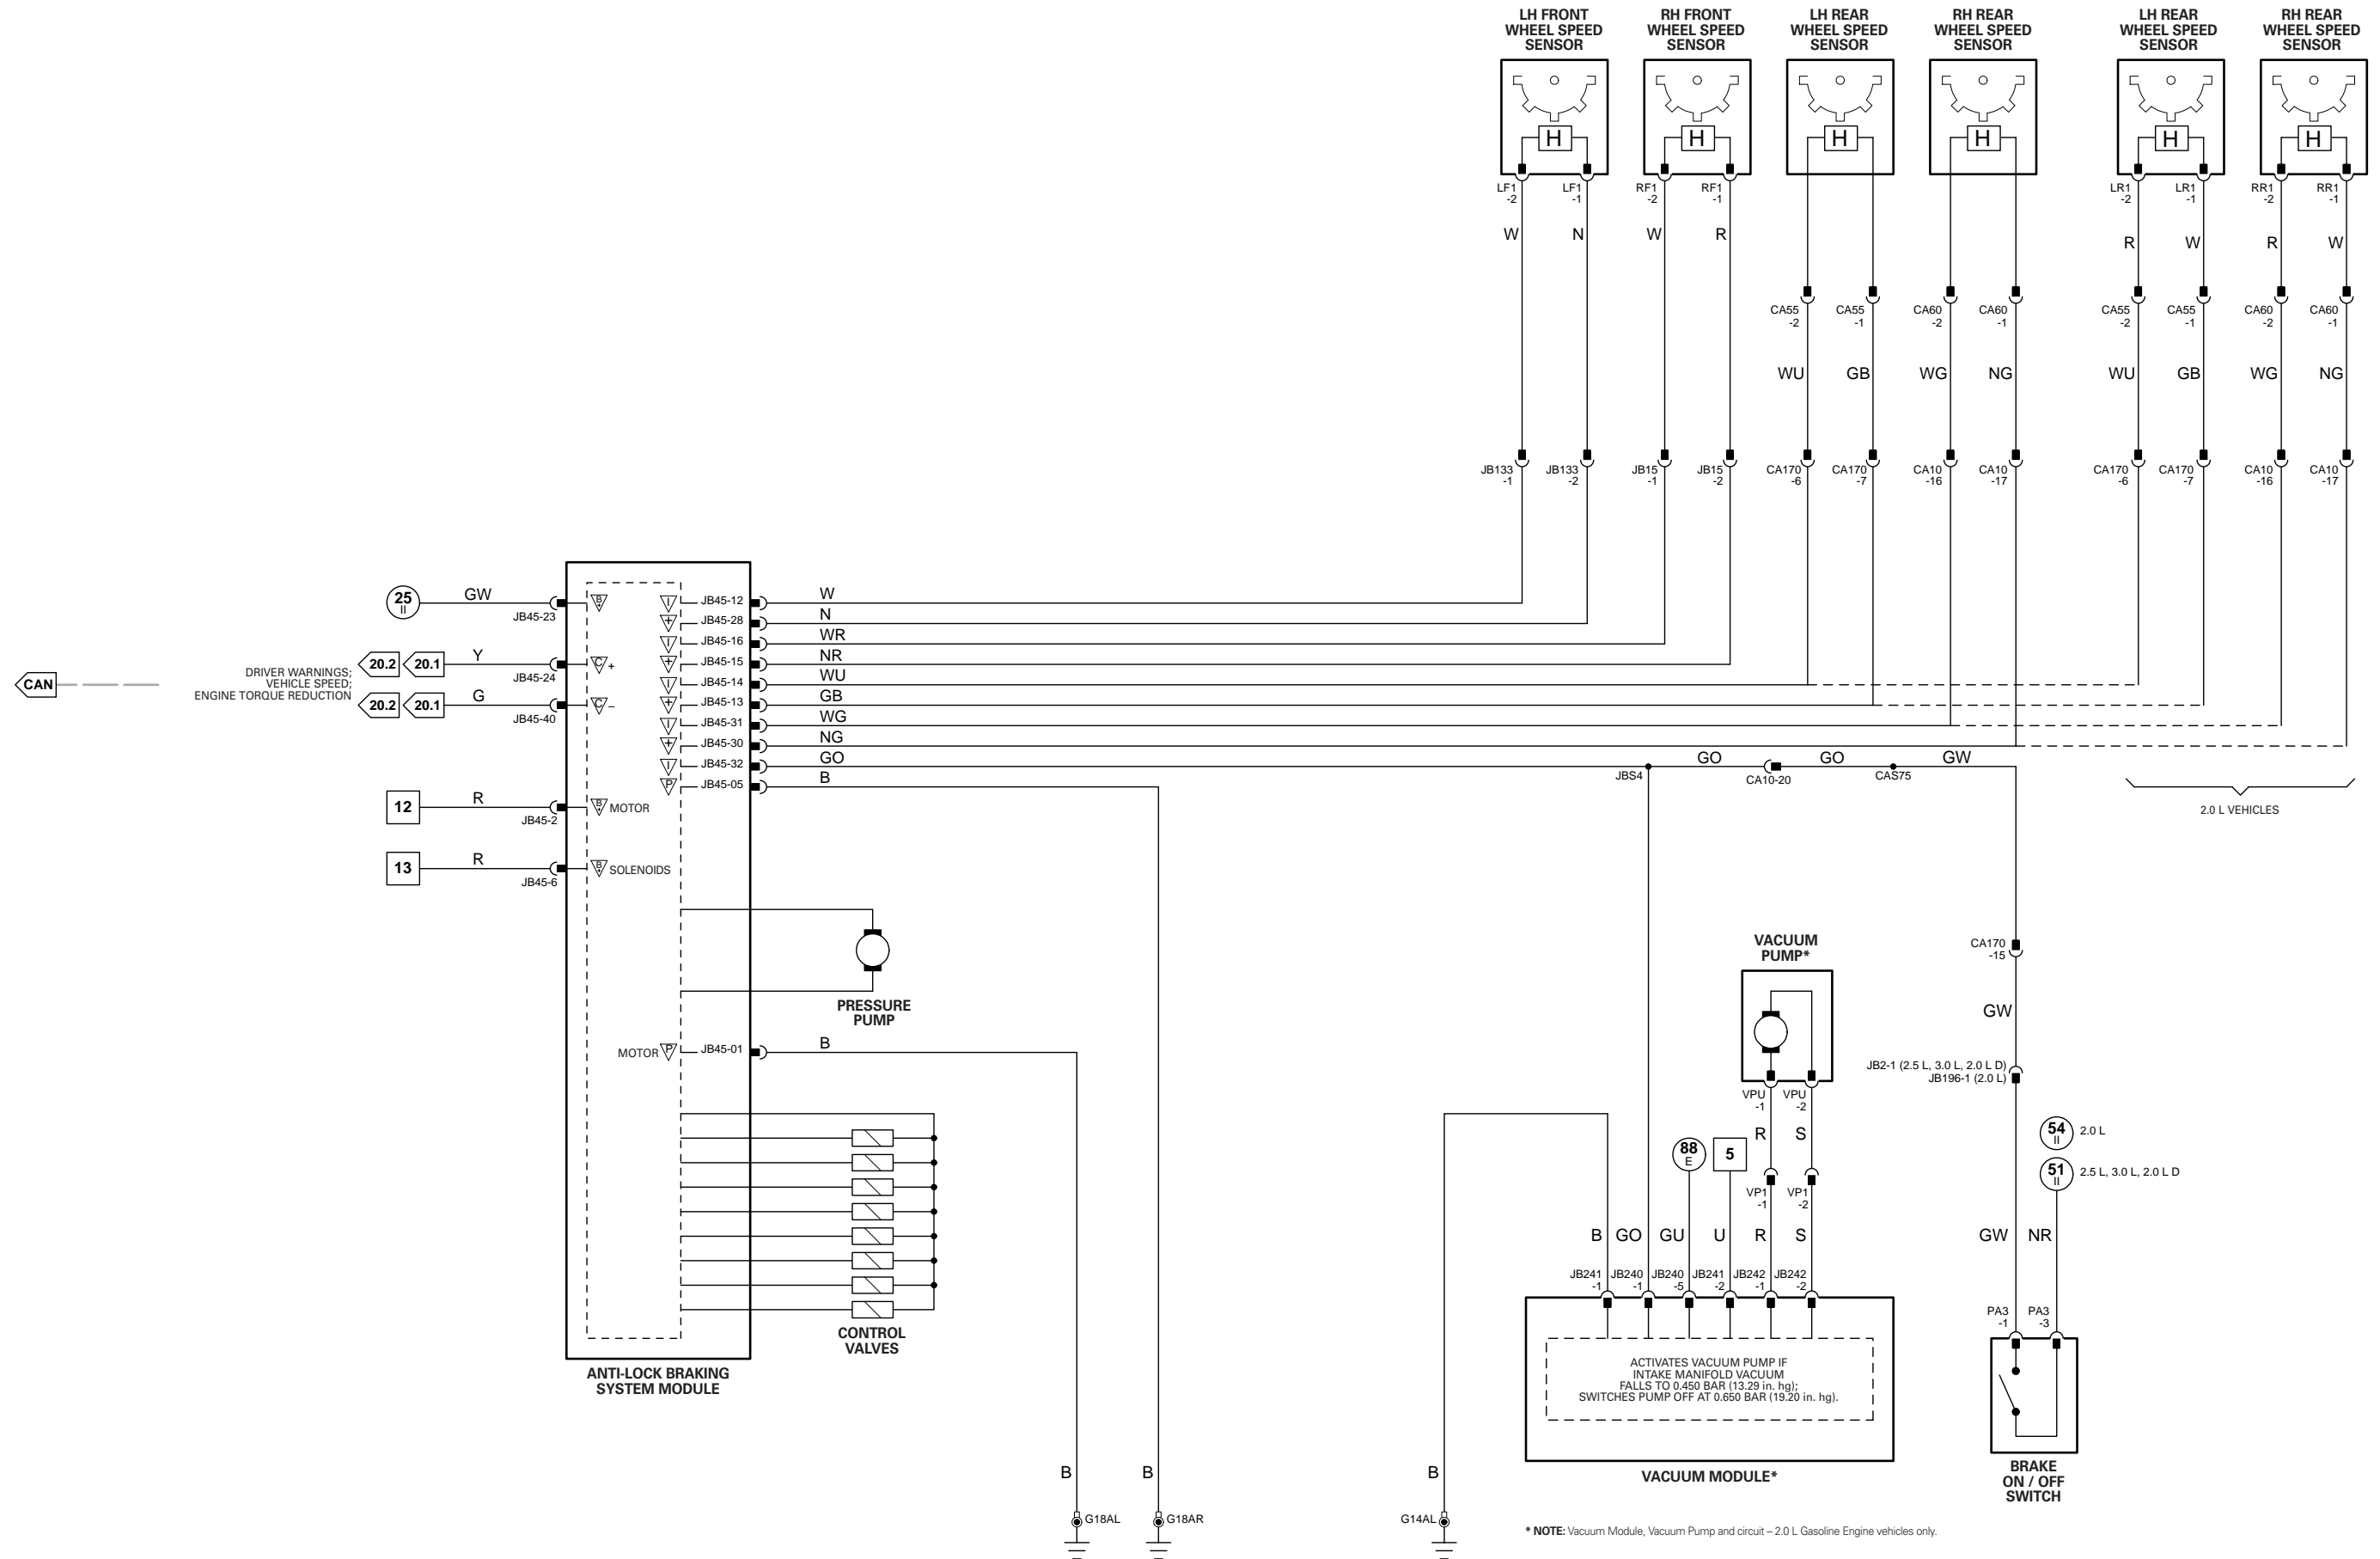 LH FRONT
WHEEL SPEED
SENSOR
RH FRONT
WHEEL SPEED
SENSOR
LH REAR
WHEEL SPEED
SENSOR
RH REAR
WHEEL SPEED
SENSOR
LH REAR
WHEEL SPEED
SENSOR
RH REAR
WHEEL SPEED
SENSOR
H
H
H
H
H
H
LF1
-2
LF1
-1
RF1
-2
RF1
-1
LR1
-2
LR1
-1
RR1
-2
RR1
-1
W
N
W
R
R
W
R
W
CA55
-2
CA55
-1
CA60
-2
CA60
-1
CA55
-2
CA55
-1
CA60
-2
CA60
-1
WU
GB
WG
NG
WU
GB
WG
NG
JB133
-1
JB133
-2
JB15
-1
JB15
-2
CA170
-6
CA170
-7
CA10
-16
CA10
-17
CA170
-6
CA170
-7
CA10
-16
CA10
-17
25
II
GW
JB45-23
B+
I
JB45-12
W
+
JB45-28
N
I
JB45-16
WR
CAN
DRIVER WARNINGS;
VEHICLE SPEED;
ENGINE TORQUE REDUCTION
20.2
20.1
Y
JB45-24
C
+
+
JB45-15
NR
I
JB45-14
WU
20.2
20.1
G
JB45-40
C
–
+
JB45-13
GB
I
JB45-31
WG
+
JB45-30
NG
I
JB45-32
GO
JBS4
GO
CA10-20
GO
CAS75
GW
P
JB45-05
B
2.0 L VEHICLES
12
R
JB45-2
B+
MOTOR
13
R
JB45-6
B+
SOLENOIDS
PRESSURE
PUMP
MOTOR
P
JB45-01
B
VACUUM
PUMP*
CA170
-15
GW
JB2-1 (2.5 L, 3.0 L, 2.0 L D)
JB196-1 (2.0 L)
VPU
-1
VPU
-2
R
S
54
II
2.0 L
51
II
2.5 L, 3.0 L, 2.0 L D
88
E
5
VP1
-1
VP1
-2
B
GO
GU
U
R
S
GW
NR
JB241
-1
JB240
-1
JB240
-5
JB241
-2
JB242
-1
JB242
-2
PA3
-1
PA3
-3
CONTROL
VALVES
ANTI-LOCK BRAKING
SYSTEM MODULE
ACTIVATES VACUUM PUMP IF
INTAKE MANIFOLD VACUUM
FALLS TO 0.450 BAR (13.29 in. hg);
SWITCHES PUMP OFF AT 0.650 BAR (19.20 in. hg).
VACUUM MODULE*
BRAKE
ON / OFF
SWITCH
B
B
B
G18AL
G18AR
G14AL
* NOTE: Vacuum Module, Vacuum Pump and circuit – 2.0 L Gasoline Engine vehicles only.